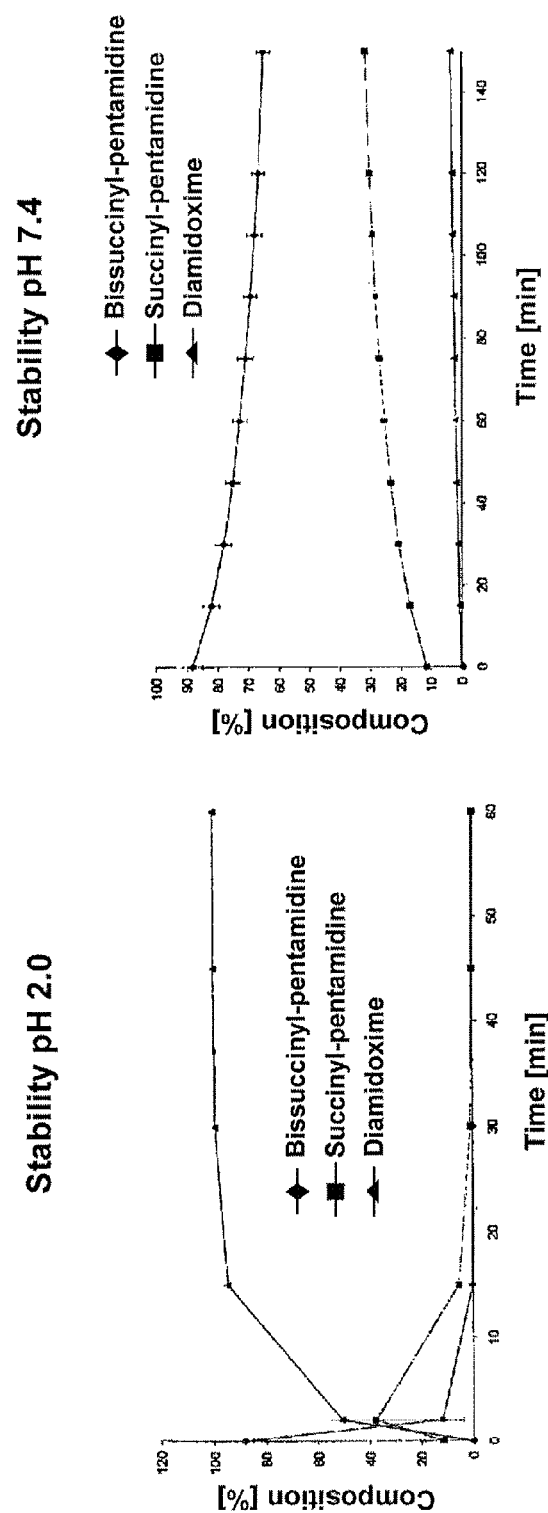 Stability pH 2.0
Composition [%]
120
100
80
60
40
20
0
Bissuccinyl-pentamidine
Succinyl-pentamidine
Diamidoxime
0
10
20
30
40
50
60
Time [min]
Stability pH 7.4
Composition [%]
100
90
80
70
60
50
40
30
20
10
0
Bissuccinyl-pentamidine
Succinyl-pentamidine
Diamidoxime
0
20
40
60
80
100
120
140
Time [min]